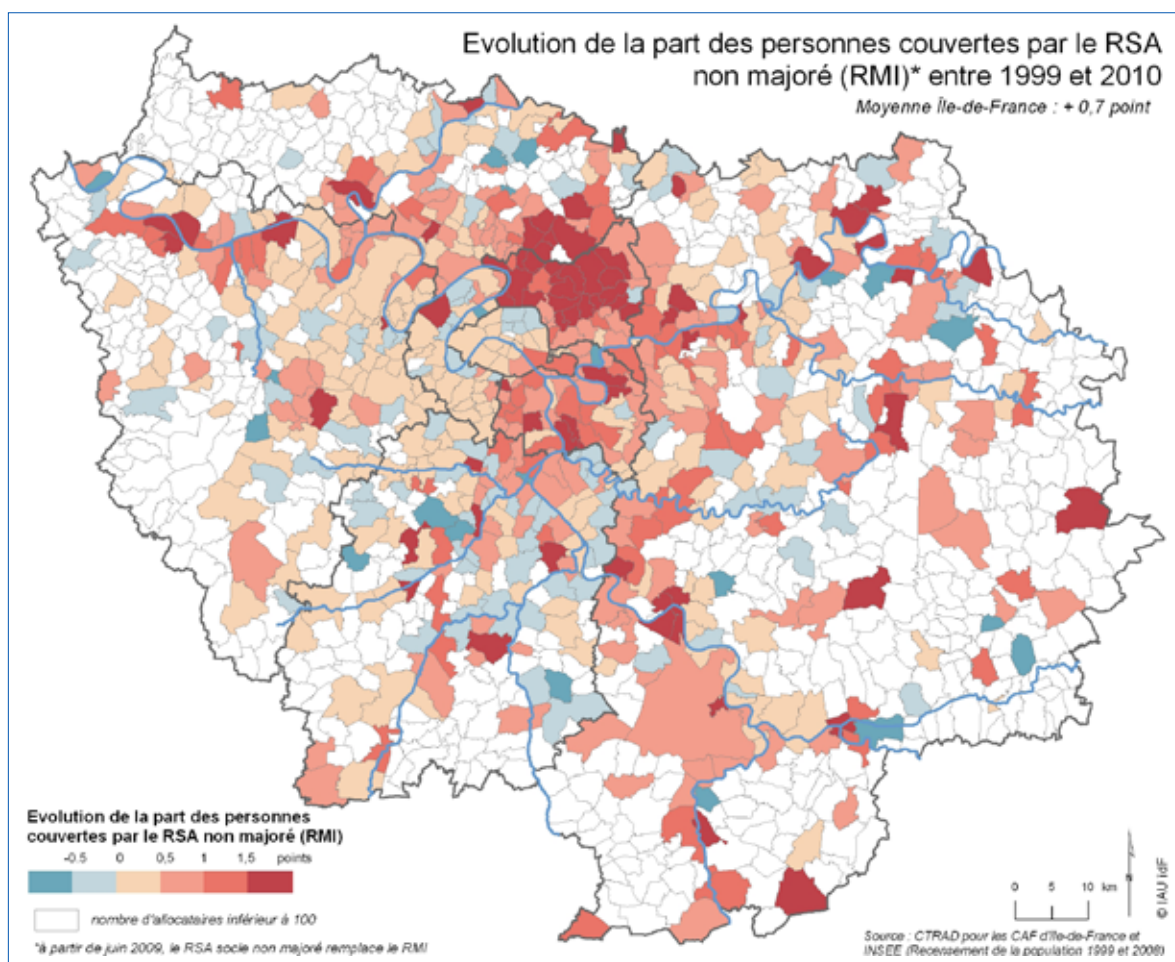 Evolution de la part des personnes couvertes par le RSA
non majoré (RMI)* entre 1999 et 2010
Moyenne Île-de-France : + 0,7 point
Evolution de la part des personnes
couvertes par le RSA non majoré (RMI)
-0.5 0 0,5 1 1,5 points
nombre d'allocataires inférieur à 100
*à partir de juin 2009, le RSA socle non majoré remplace le RMI
0 5 10 km
© IAU îdF
Source : CTRAD pour les CAF d'Ile-de-France et
INSEE (Recensement de la population 1999 et 2008)